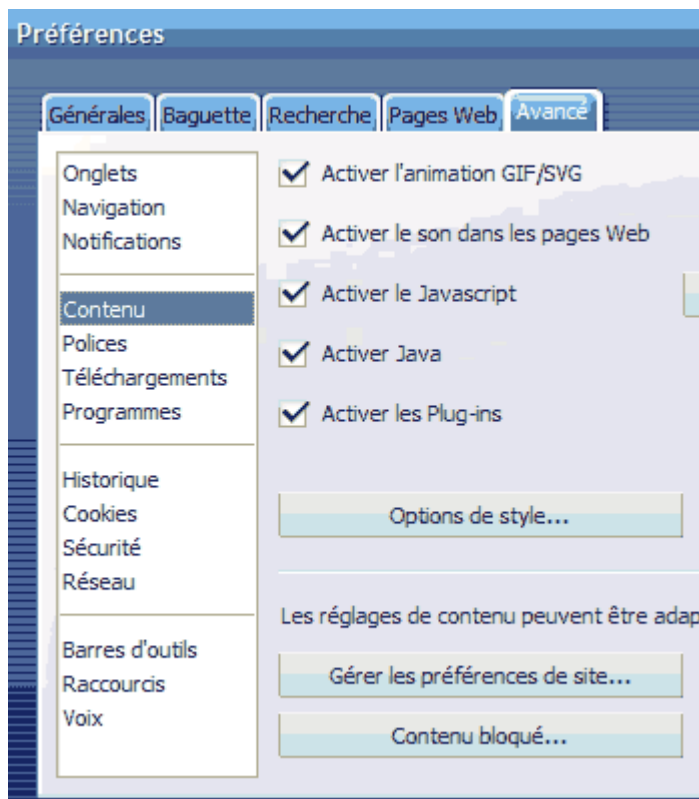 Préférences
Générales Baguette Recherche Pages Web Avancé
Onglets
Navigation
Notifications
Contenu
Polices
Téléchargements
Programmes
Historique
Cookies
Sécurité
Réseau
Barres d'outils
Raccourcis
Voix
Activer l'animation GIF/SVG
Activer le son dans les pages Web
Activer le Javascript
Activer Java
Activer les Plug-ins
Options de style...
Les réglages de contenu peuvent être adap
Gérer les préférences de site...
Contenu bloqué...